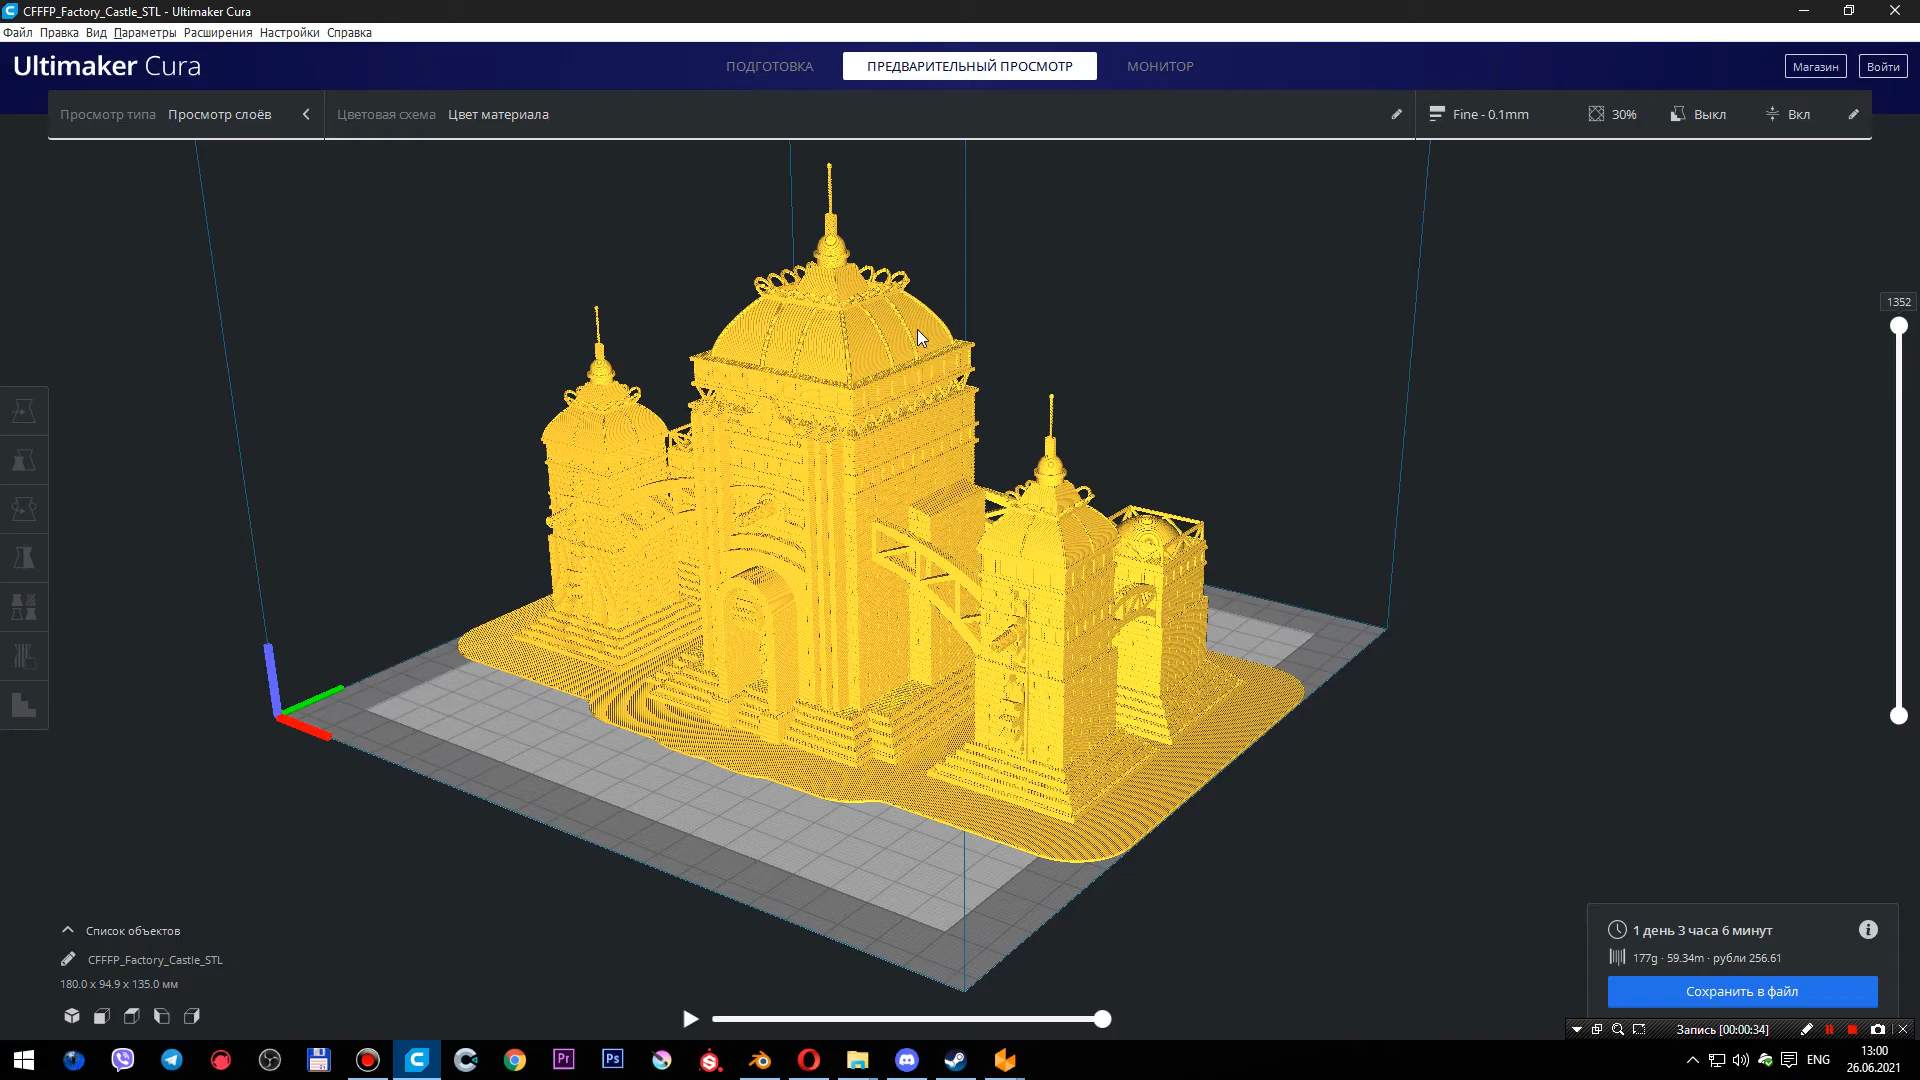 CFFFP_Factory_Castle_STL - Ultimaker Cura
Файл Правка Вид Параметры Расширения Настройки Справка
Ultimaker Cura
ПОДГОТОВКА
ПРЕДВАРИТЕЛЬНЫЙ ПРОСМОТР
МОНИТОР
Магазин
Войти
Просмотр типа Просмотр слоёв
Цветовая схема Цвет материала
Fine - 0.1mm
30%
Выкл
Вкл
1352
Список объектов
CFFFP_Factory_Castle_STL
180.0 x 94.9 x 135.0 мм
1 день 3 часа 6 минут
177g · 59.34m · рубли 256.61
Сохранить в файл
Запись [00:00:34]
Pr
Ps
ENG
13:00
26.06.2021